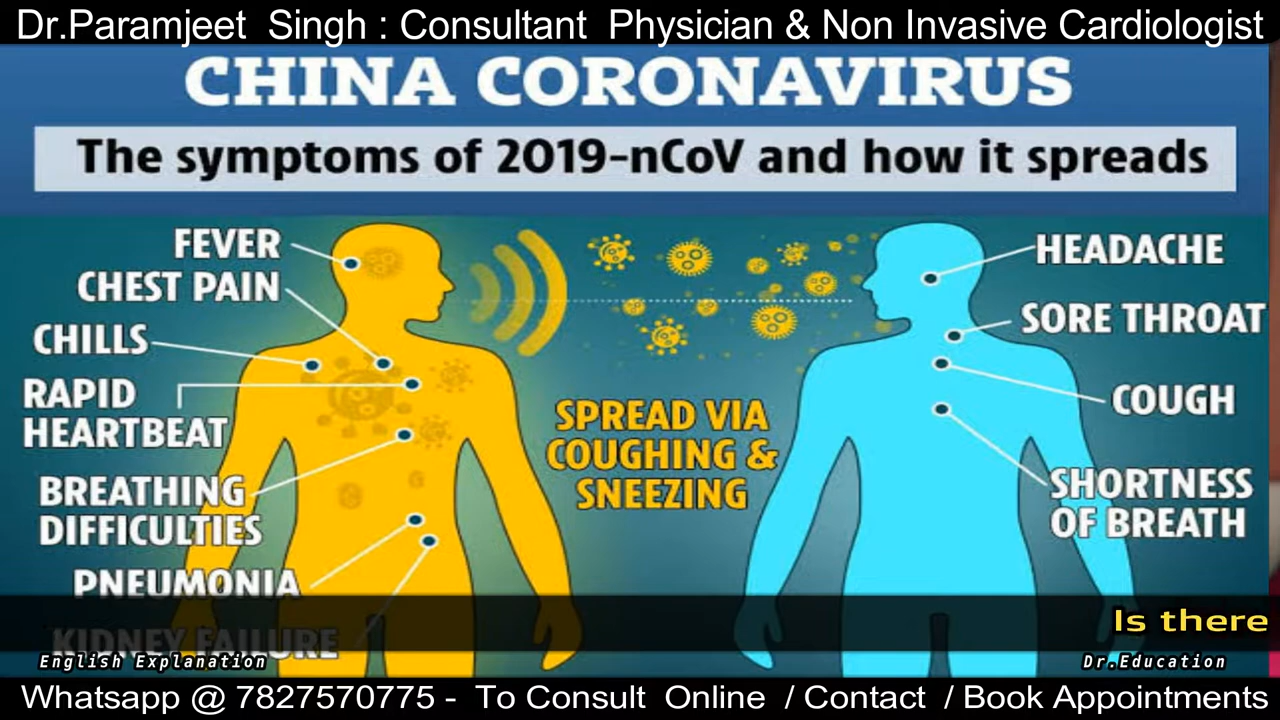 Dr.Paramjeet Singh : Consultant Physician & Non Invasive Cardiologist
CHINA CORONAVIRUS
The symptoms of 2019-nCoV and how it spreads
FEVER
CHEST PAIN
CHILLS
RAPID
HEARTBEAT
BREATHING
DIFFICULTIES
PNEUMONIA
KIDNEY FAILURE
SPREAD VIA
COUGHING &
SNEEZING
HEADACHE
SORE THROAT
COUGH
SHORTNESS
OF BREATH
Is there
English Explanation
Dr.Education
Whatsapp @ 7827570775 - To Consult Online / Contact / Book Appointments